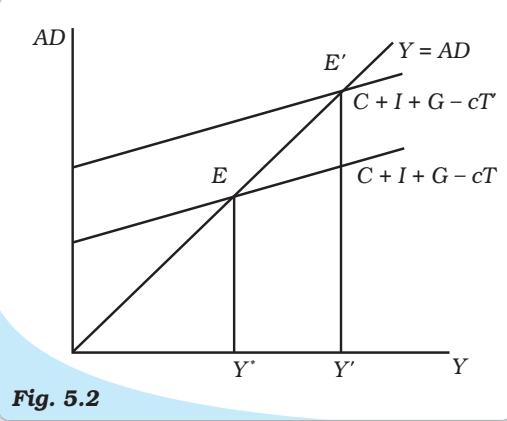 AD
E′
Y = AD
C + I + G – cT′
E
C + I + G – cT
Y*
Y′
Y
Fig. 5.2